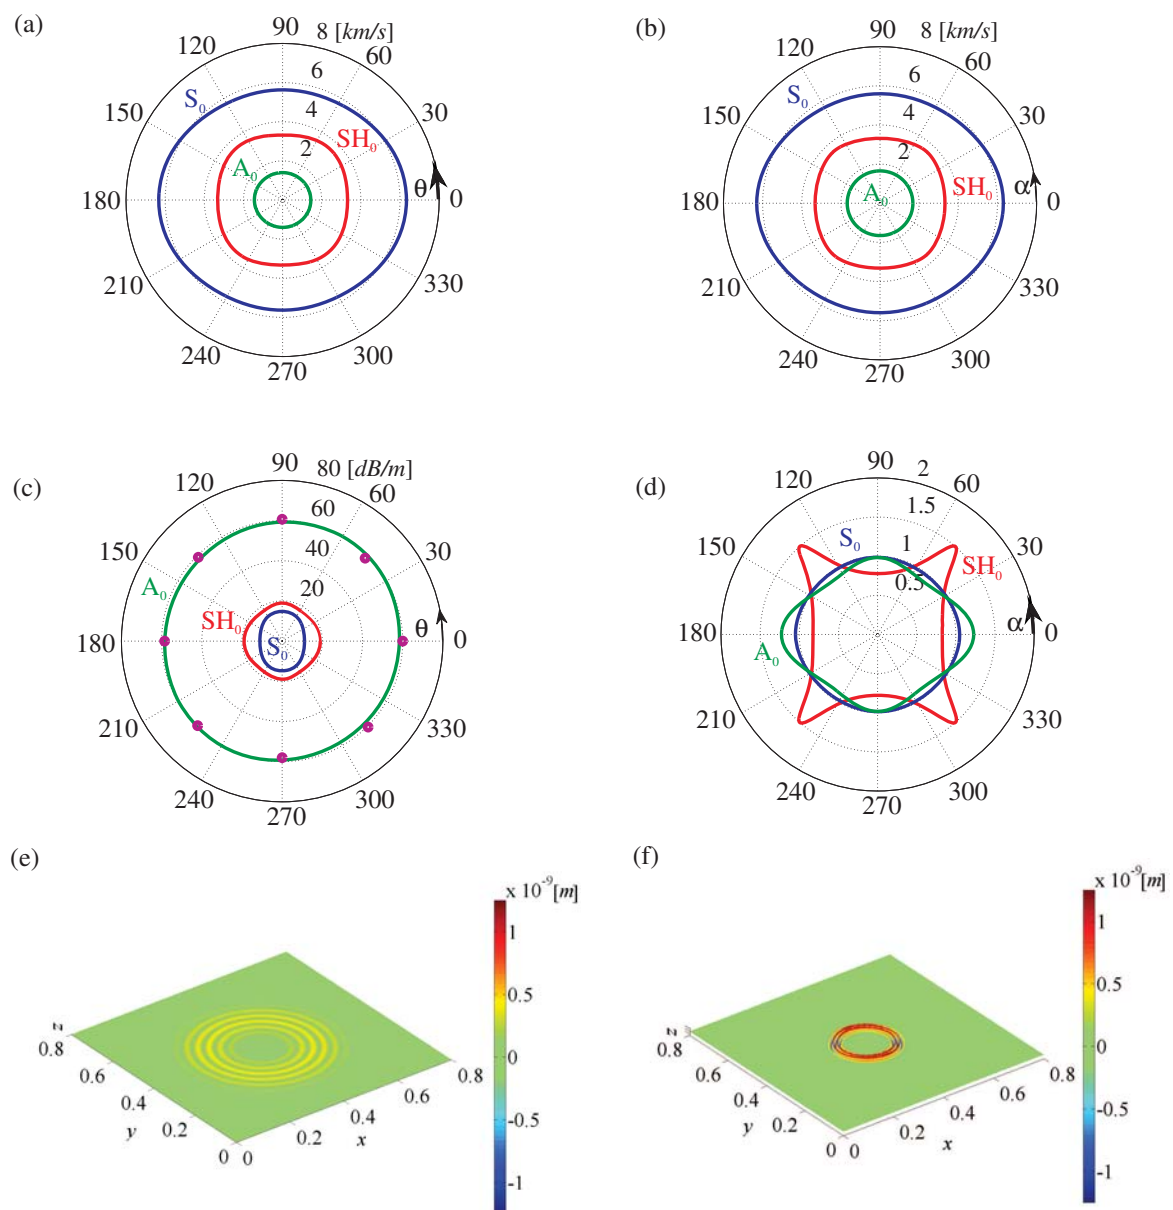 (a)
90
8 [km/s]
120
60
6
150
S₀
4
30
SH₀
2
A₀
180
θ
0
210
330
240
300
270
(b)
90
8 [km/s]
120
60
6
S₀
150
4
30
2
A₀
SH₀
180
α
0
210
330
240
300
270
(c)
90
80 [dB/m]
120
60
60
150
40
30
A₀
20
SH₀
180
S₀
θ
0
210
330
240
300
270
(d)
90
2
120
60
1.5
150
S₀
1
30
SH₀
0.5
180
A₀
α
0
210
330
240
300
270
(e)
x 10⁻⁹[m]
1
0.5
0
-0.5
-1
z
0.8
0.6
0.4
y
0.2
0
0
0.2
x
0.4
0.6
0.8
(f)
x 10⁻⁹[m]
1
0.5
0
-0.5
-1
z
0.8
0.6
0.4
y
0.2
0
0
0.2
x
0.4
0.6
0.8